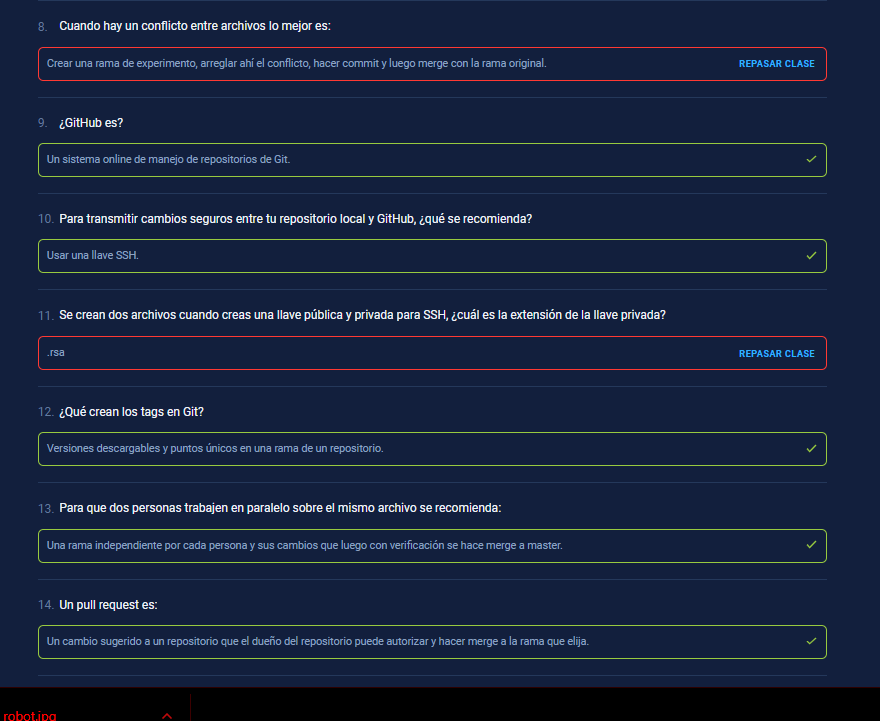 8. Cuando hay un conflicto entre archivos lo mejor es:
Crear una rama de experimento, arreglar ahí el conflicto, hacer commit y luego merge con la rama original. REPASAR CLASE
9. ¿GitHub es?
Un sistema online de manejo de repositorios de Git.
10. Para transmitir cambios seguros entre tu repositorio local y GitHub, ¿qué se recomienda?
Usar una llave SSH.
11. Se crean dos archivos cuando creas una llave pública y privada para SSH, ¿cuál es la extensión de la llave privada?
.rsa REPASAR CLASE
12. ¿Qué crean los tags en Git?
Versiones descargables y puntos únicos en una rama de un repositorio.
13. Para que dos personas trabajen en paralelo sobre el mismo archivo se recomienda:
Una rama independiente por cada persona y sus cambios que luego con verificación se hace merge a master.
14. Un pull request es:
Un cambio sugerido a un repositorio que el dueño del repositorio puede autorizar y hacer merge a la rama que elija.
robot.jpg